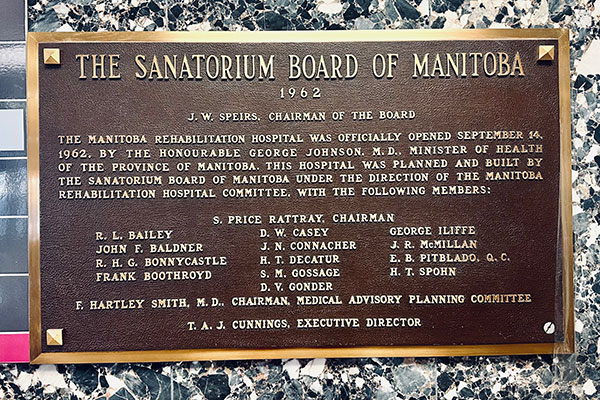 THE SANATORIUM BOARD OF MANITOBA
1962
J. W. SPEIRS, CHAIRMAN OF THE BOARD
THE MANITOBA REHABILITATION HOSPITAL WAS OFFICIALLY OPENED SEPTEMBER 14,
1962, BY THE HONOURABLE GEORGE JOHNSON, M.D., MINISTER OF HEALTH
OF THE PROVINCE OF MANITOBA. THIS HOSPITAL WAS PLANNED AND BUILT BY
THE SANATORIUM BOARD OF MANITOBA UNDER THE DIRECTION OF THE MANITOBA
REHABILITATION HOSPITAL COMMITTEE, WITH THE FOLLOWING MEMBERS:
S. PRICE RATTRAY, CHAIRMAN
R. L. BAILEY D. W. CASEY GEORGE ILIFFE
JOHN F. BALDNER J. N. CONNACHER J. R. McMILLAN
R. H. G. BONNYCASTLE H. T. DECATUR E. B. PITBLADO, Q. C.
FRANK BOOTHROYD S. M. GOSSAGE H. T. SPOHN
D. V. GONDER
F. HARTLEY SMITH, M.D., CHAIRMAN, MEDICAL ADVISORY PLANNING COMMITTEE
T. A. J. CUNNINGS, EXECUTIVE DIRECTOR